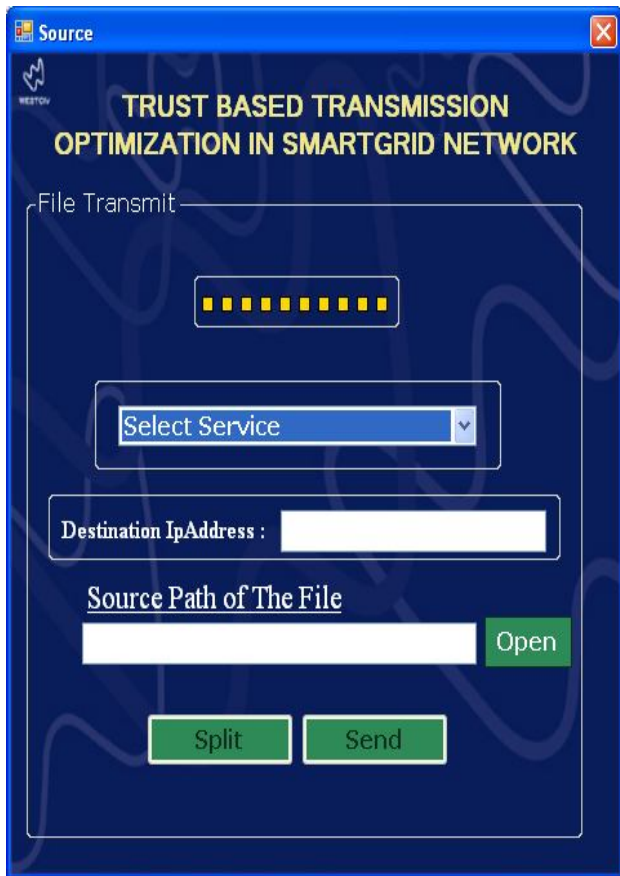 Source
WESTOV
TRUST BASED TRANSMISSION
OPTIMIZATION IN SMARTGRID NETWORK
File Transmit
Select Service
Destination IpAddress :
Source Path of The File
Open
Split
Send